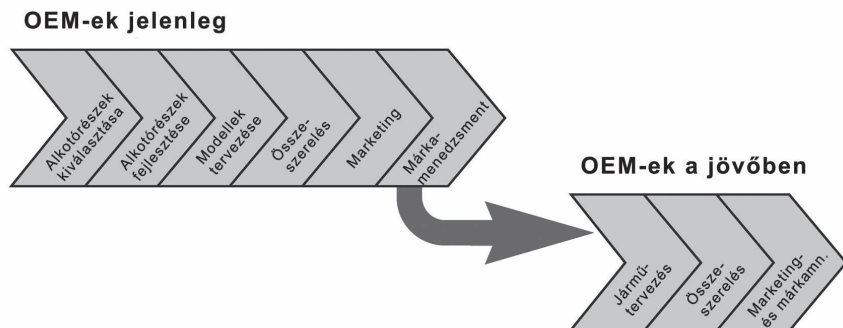 OEM-ek jelenleg
Alkotórészek
kiválasztása
Alkotórészek
fejlesztése
Modellek
tervezése
Össze-
szerelés
Marketing
Márka-
menedzsment
OEM-ek a jövőben
Jármű-
tervezés
Össze-
szerelés
Marketing-
és márkamn.